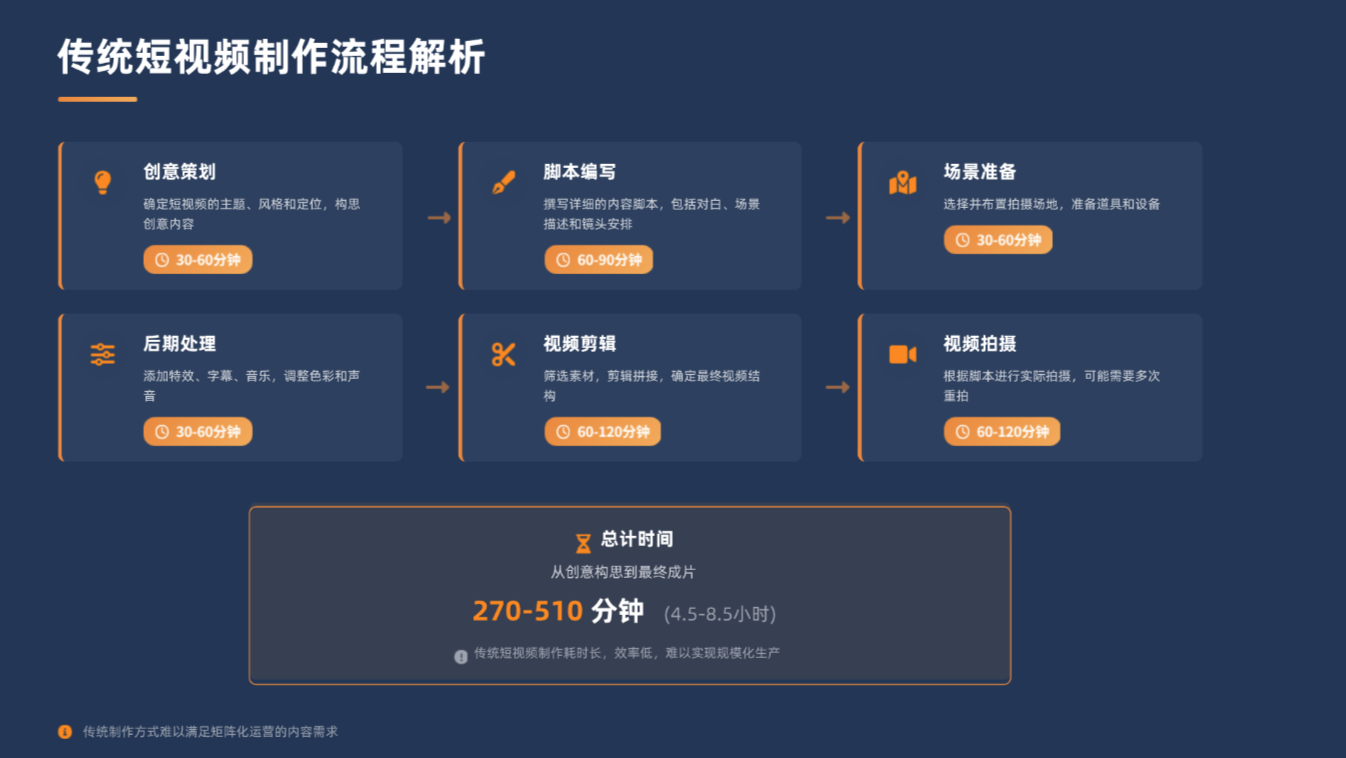 传统短视频制作流程解析
创意策划
确定短视频的主题、风格和定位，构思
创意内容
30-60分钟
脚本编写
撰写详细的内容脚本，包括对白、场景
描述和镜头安排
60-90分钟
场景准备
选择并布置拍摄场地，准备道具和设备
30-60分钟
后期处理
添加特效、字幕、音乐，调整色彩和声
音
30-60分钟
视频剪辑
筛选素材，剪辑拼接，确定最终视频结
构
60-120分钟
视频拍摄
根据脚本进行实际拍摄，可能需要多次
重拍
60-120分钟
总计时间
从创意构思到最终成片
270-510 分钟 (4.5-8.5小时)
传统短视频制作耗时长，效率低，难以实现规模化生产
传统制作方式难以满足矩阵化运营的内容需求